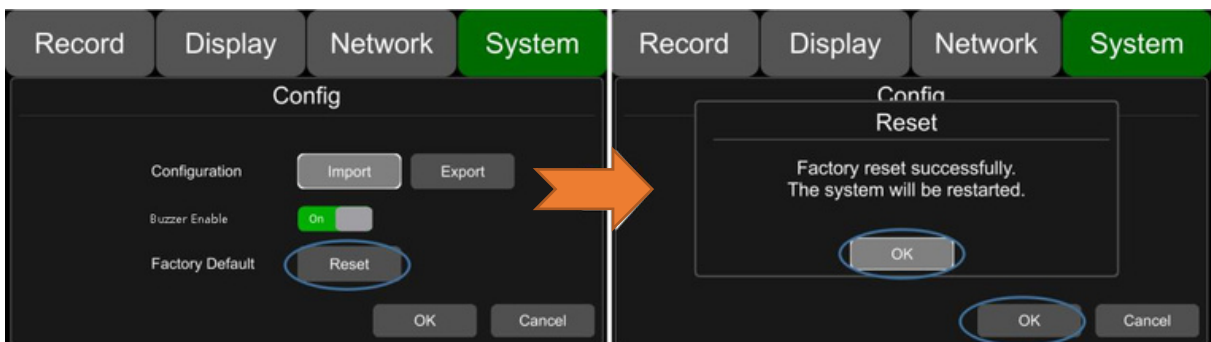 Record Display Network System
Config
Configuration Import Export
Buzzer Enable On
Factory Default Reset
OK Cancel
Record Display Network System
Config
Reset
Factory reset successfully.
The system will be restarted.
OK
OK Cancel